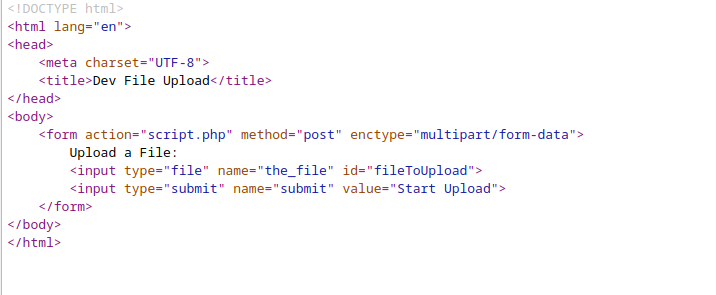 <!DOCTYPE html>
<html lang="en">
<head>
    <meta charset="UTF-8">
    <title>Dev File Upload</title>
</head>
<body>
    <form action="script.php" method="post" enctype="multipart/form-data">
        Upload a File:
        <input type="file" name="the_file" id="fileToUpload">
        <input type="submit" name="submit" value="Start Upload">
    </form>
</body>
</html>